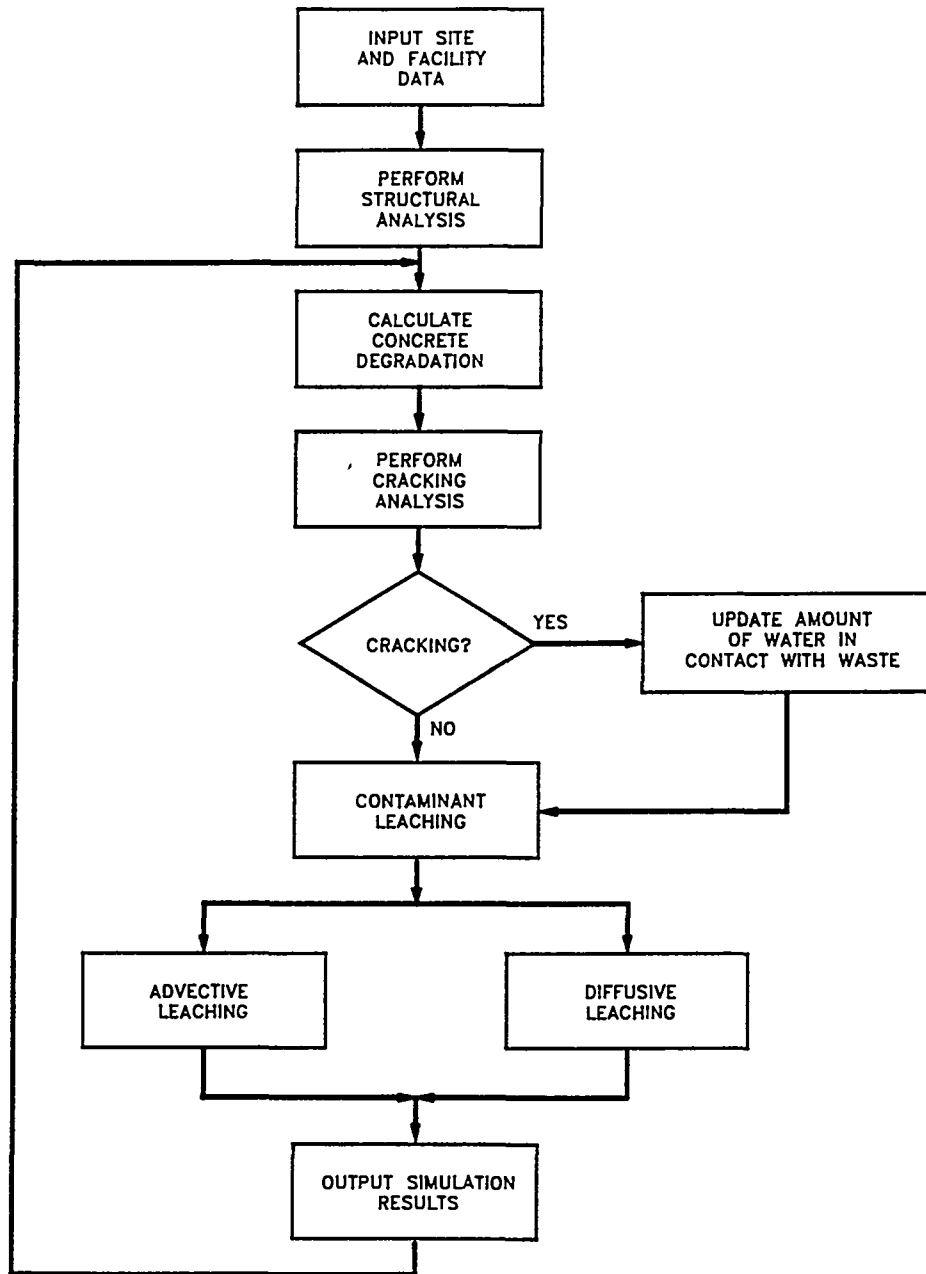 INPUT SITE
AND FACILITY
DATA
PERFORM
STRUCTURAL
ANALYSIS
CALCULATE
CONCRETE
DEGRADATION
PERFORM
CRACKING
ANALYSIS
CRACKING?
YES
UPDATE AMOUNT
OF WATER IN
CONTACT WITH WASTE
NO
CONTAMINANT
LEACHING
ADVECTIVE
LEACHING
DIFFUSIVE
LEACHING
OUTPUT SIMULATION
RESULTS